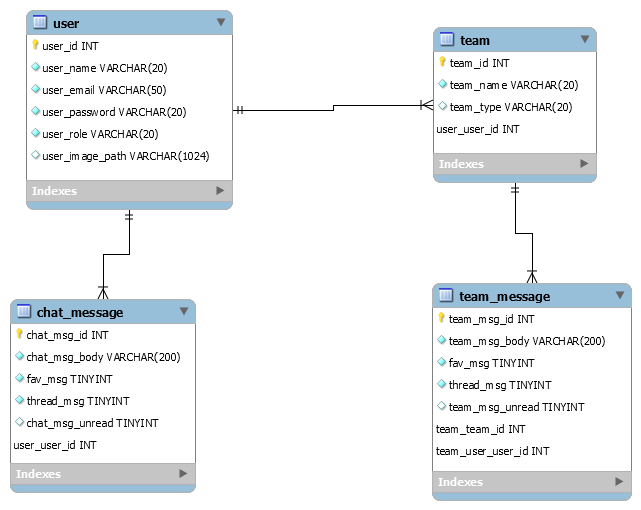 user
user_id INT
user_name VARCHAR(20)
user_email VARCHAR(50)
user_password VARCHAR(20)
user_role VARCHAR(20)
user_image_path VARCHAR(1024)
Indexes
team
team_id INT
team_name VARCHAR(20)
team_type VARCHAR(20)
user_user_id INT
Indexes
chat_message
chat_msg_id INT
chat_msg_body VARCHAR(200)
fav_msg TINYINT
thread_msg TINYINT
chat_msg_unread TINYINT
user_user_id INT
Indexes
team_message
team_msg_id INT
team_msg_body VARCHAR(200)
fav_msg TINYINT
thread_msg TINYINT
team_msg_unread TINYINT
team_team_id INT
team_user_user_id INT
Indexes